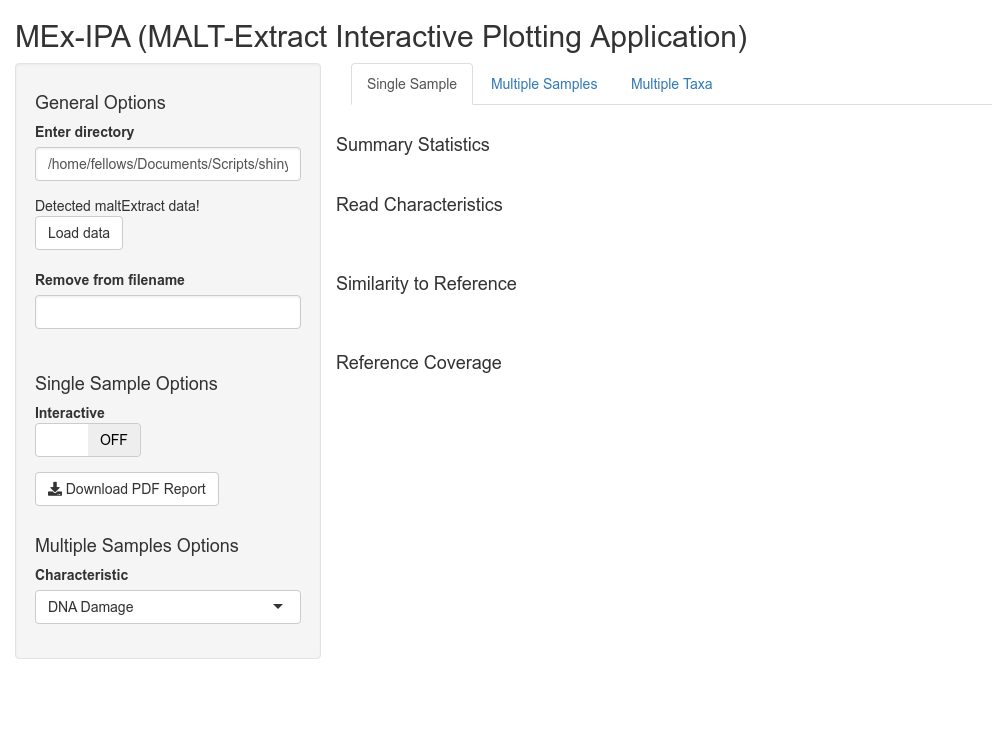 MEx-IPA (MALT-Extract Interactive Plotting Application)
General Options
Enter directory
/home/fellows/Documents/Scripts/shiny
Detected maltExtract data!
Load data
Remove from filename
Single Sample Options
Interactive
OFF
Download PDF Report
Multiple Samples Options
Characteristic
DNA Damage
Single Sample Multiple Samples Multiple Taxa
Summary Statistics
Read Characteristics
Similarity to Reference
Reference Coverage